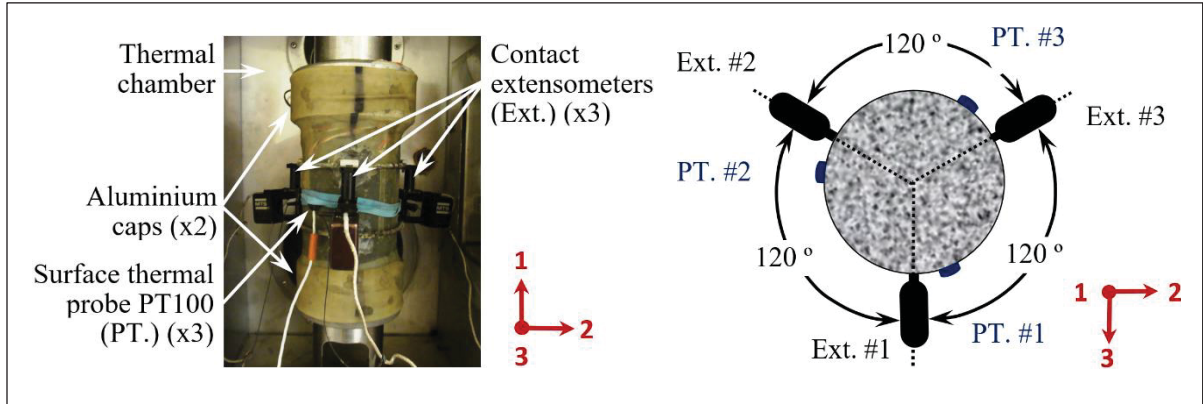 Thermal
chamber
Contact
extensometers
(Ext.) (x3)
Aluminium
caps (x2)
Surface thermal
probe PT100
(PT.) (x3)
1
2
3
120 º
PT. #3
Ext. #2
Ext. #3
PT. #2
120 º
120 º
Ext. #1
PT. #1
1
2
3